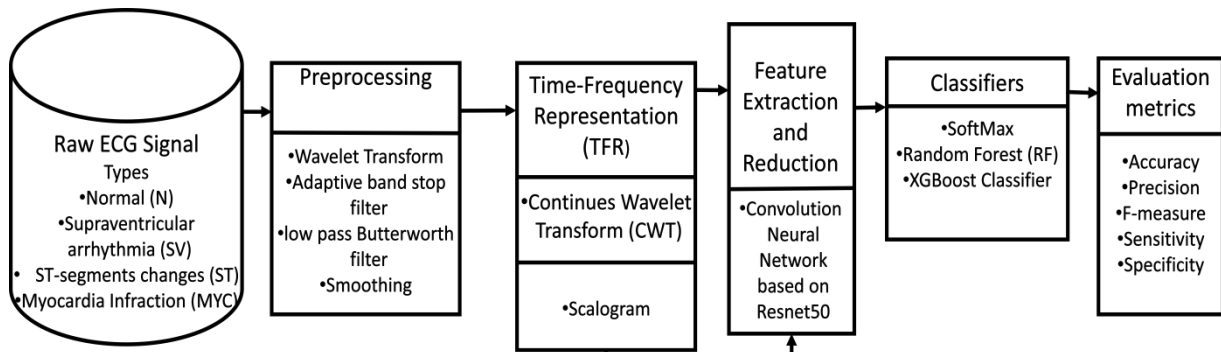 Raw ECG Signal
Types
•Normal (N)
•Supraventricular
arrhythmia (SV)
• ST-segments changes (ST)
•Myocardia Infraction (MYC)
Preprocessing
•Wavelet Transform
•Adaptive band stop
filter
•low pass Butterworth
filter
•Smoothing
Time-Frequency
Representation
(TFR)
•Continues Wavelet
Transform (CWT)
•Scalogram
Feature
Extraction
and
Reduction
•Convolution
Neural
Network
based on
Resnet50
Classifiers
•SoftMax
•Random Forest (RF)
•XGBoost Classifier
Evaluation
metrics
•Accuracy
•Precision
•F-measure
•Sensitivity
•Specificity